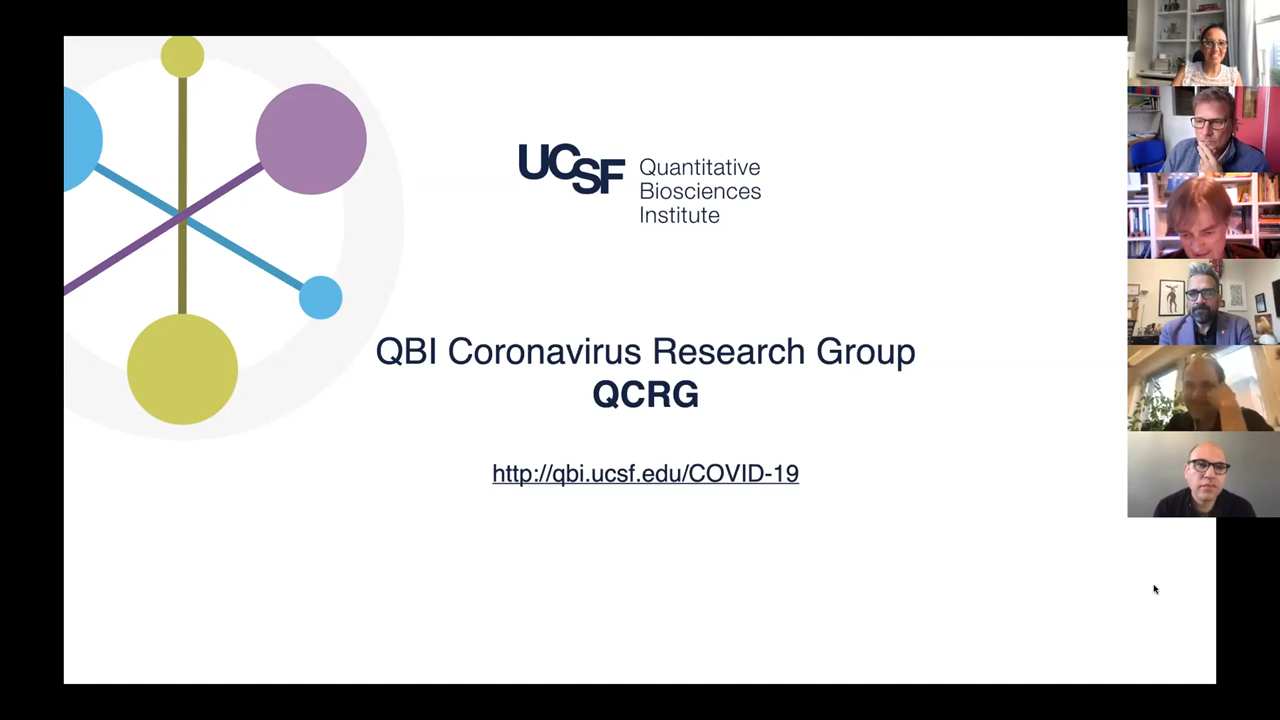 UCSF
Quantitative
Biosciences
Institute
QBI Coronavirus Research Group
QCRG
http://qbi.ucsf.edu/COVID-19